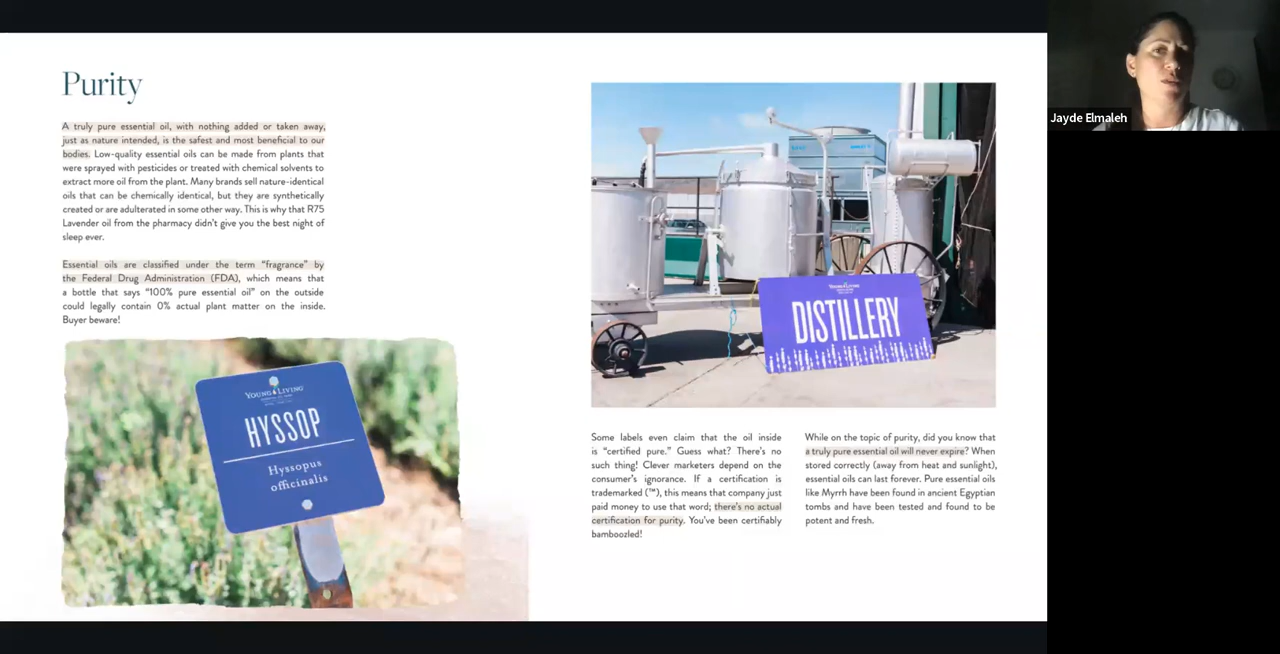 Purity
A truly pure essential oil, with nothing added or taken away,
just as nature intended, is the safest and most beneficial to our
bodies. Low-quality essential oils can be made from plants that
were sprayed with pesticides or treated with chemical solvents to
extract more oil from the plant. Many brands sell nature-identical
oils that can be chemically identical, but they are synthetically
created or are adulterated in some other way. This is why that R75
Lavender oil from the pharmacy didn't give you the best night of
sleep ever.
Essential oils are classified under the term "fragrance" by
the Federal Drug Administration (FDA), which means that
a bottle that says "100% pure essential oil" on the outside
could legally contain 0% actual plant matter on the inside.
Buyer beware!
YOUNG LIVING
HYSSOP
Hyssopus
officinalis
YOUNG LIVING
DISTILLERY
Some labels even claim that the oil inside
is "certified pure." Guess what? There's no
such thing! Clever marketers depend on the
consumer's ignorance. If a certification is
trademarked (™), this means that company just
paid money to use that word; there's no actual
certification for purity. You've been certifiably
bamboozled!
While on the topic of purity, did you know that
a truly pure essential oil will never expire? When
stored correctly (away from heat and sunlight),
essential oils can last forever. Pure essential oils
like Myrrh have been found in ancient Egyptian
tombs and have been tested and found to be
potent and fresh.
Jayde Elmaleh